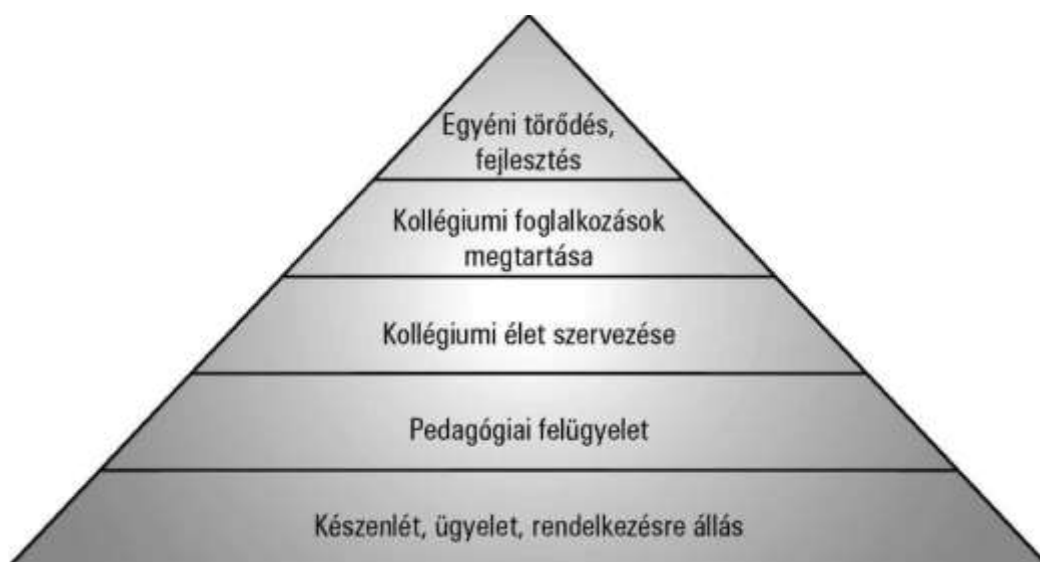 Egyéni törődés,
fejlesztés
Kollégiumi foglalkozások
megtartása
Kollégiumi élet szervezése
Pedagógiai felügyelet
Készenlét, ügyelet, rendelkezésre állás